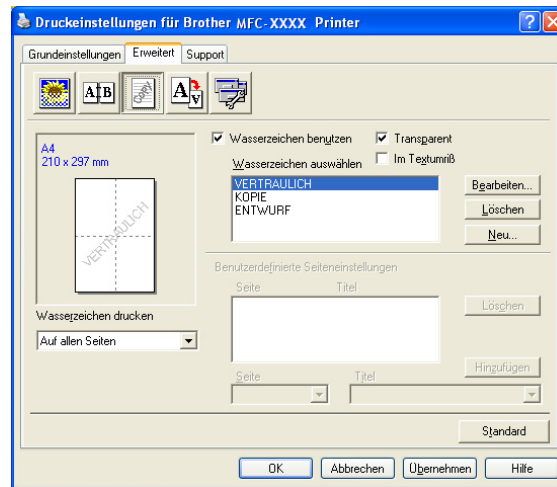 Druckeinstellungen für Brother MFC-XXXX Printer
Grundeinstellungen Erweitert Support
A B Copy A A
A4
210 x 297 mm
VERTRAULICH
Wasserzeichen drucken
Auf allen Seiten
Wasserzeichen benutzen Transparent
Wasserzeichen auswählen Im Textumriß
VERTRAULICH
KOPIE
ENTWURF
Bearbeiten...
Löschen
Neu...
Benutzerdefinierte Seiteneinstellungen
Seite Titel
Löschen
Hinzufügen
Seite Titel
Standard
OK Abbrechen Übernehmen Hilfe